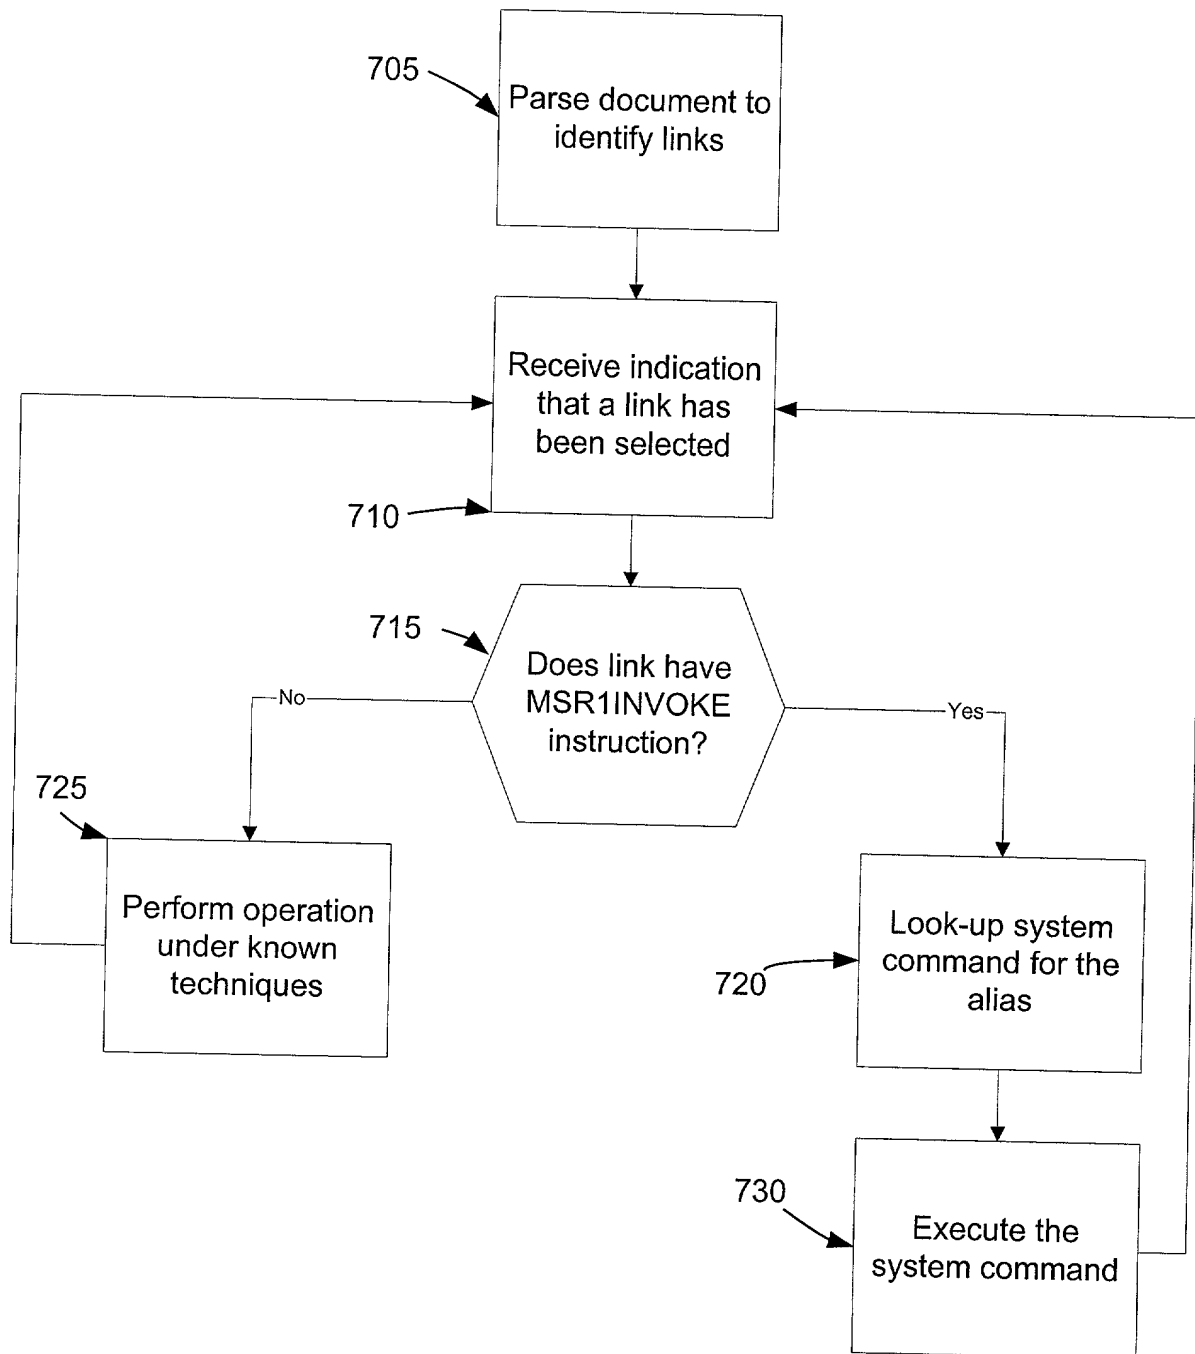 705
Parse document to
identify links
Receive indication
that a link has
been selected
710
715
Does link have
MSR1INVOKE
instruction?
No
Yes
725
Perform operation
under known
techniques
Look-up system
command for the
alias
720
730
Execute the
system command